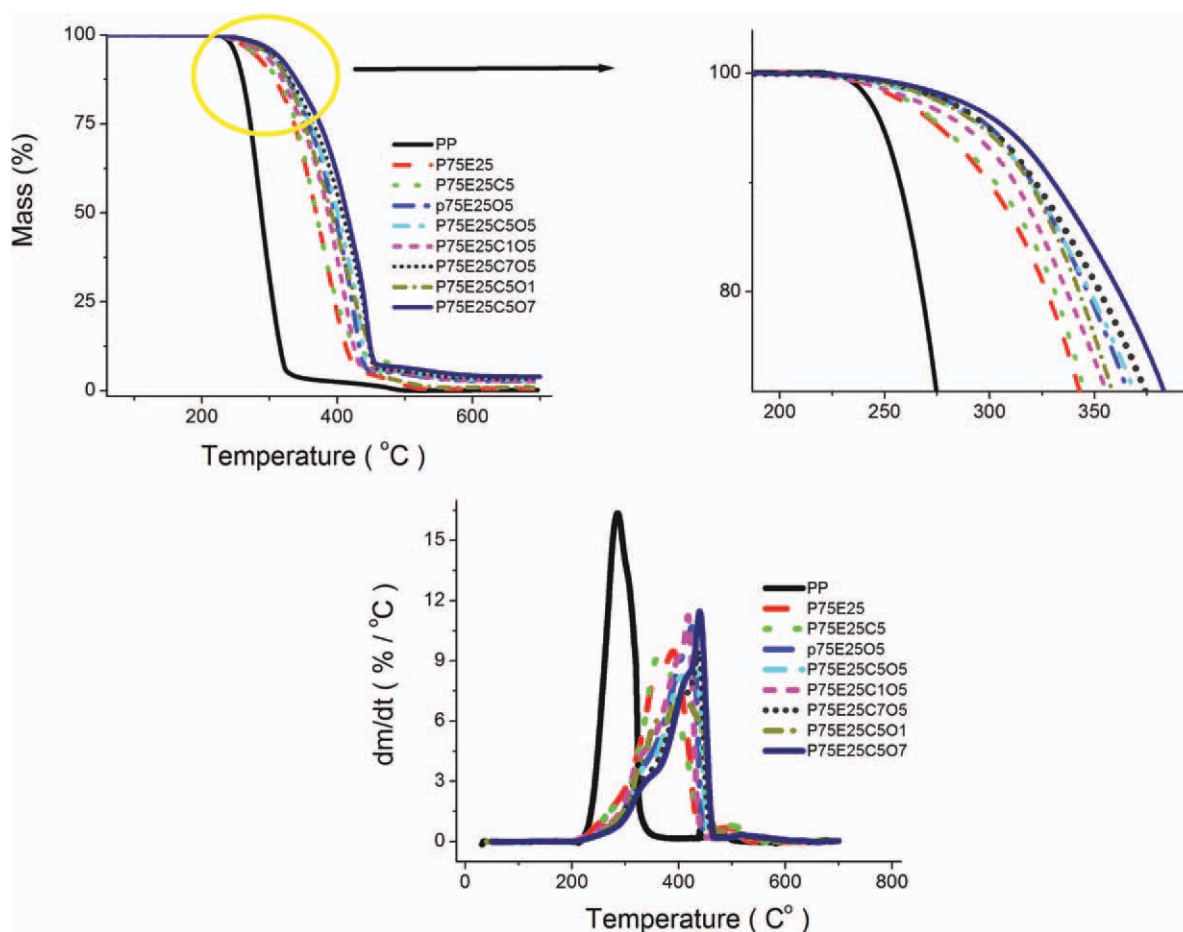 100
75
50
25
0
Mass (%)
200
400
600
Temperature ( °C )
PP
P75E25
P75E25C5
p75E25O5
P75E25C5O5
P75E25C1O5
P75E25C7O5
P75E25C5O1
P75E25C5O7
100
80
200
250
300
350
15
12
9
6
3
0
dm/dt ( % / °C )
0
200
400
600
800
Temperature ( C° )
PP
P75E25
P75E25C5
p75E25O5
P75E25C5O5
P75E25C1O5
P75E25C7O5
P75E25C5O1
P75E25C5O7